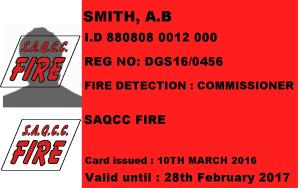 SMITH, A.B
I.D 880808 0012 000
REG NO: DGS16/0456
FIRE DETECTION : COMMISSIONER
SAQCC FIRE
Card issued : 10TH MARCH 2016
Valid until : 28th February 2017
S.A.Q.C.C.
FIRE
S.A.Q.C.C.
FIRE